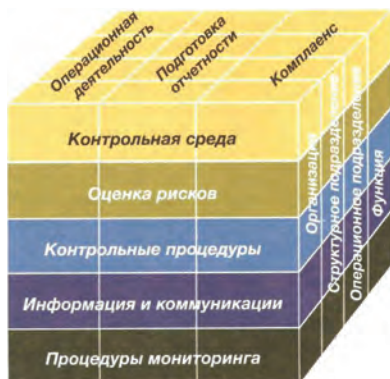 Операционная
деятельность
Подготовка
отчетности
Комплаенс
Контрольная среда
Оценка рисков
Контрольные процедуры
Информация и коммуникации
Процедуры мониторинга
Организация
Структурное подразделение
Операционное подразделение
Функция